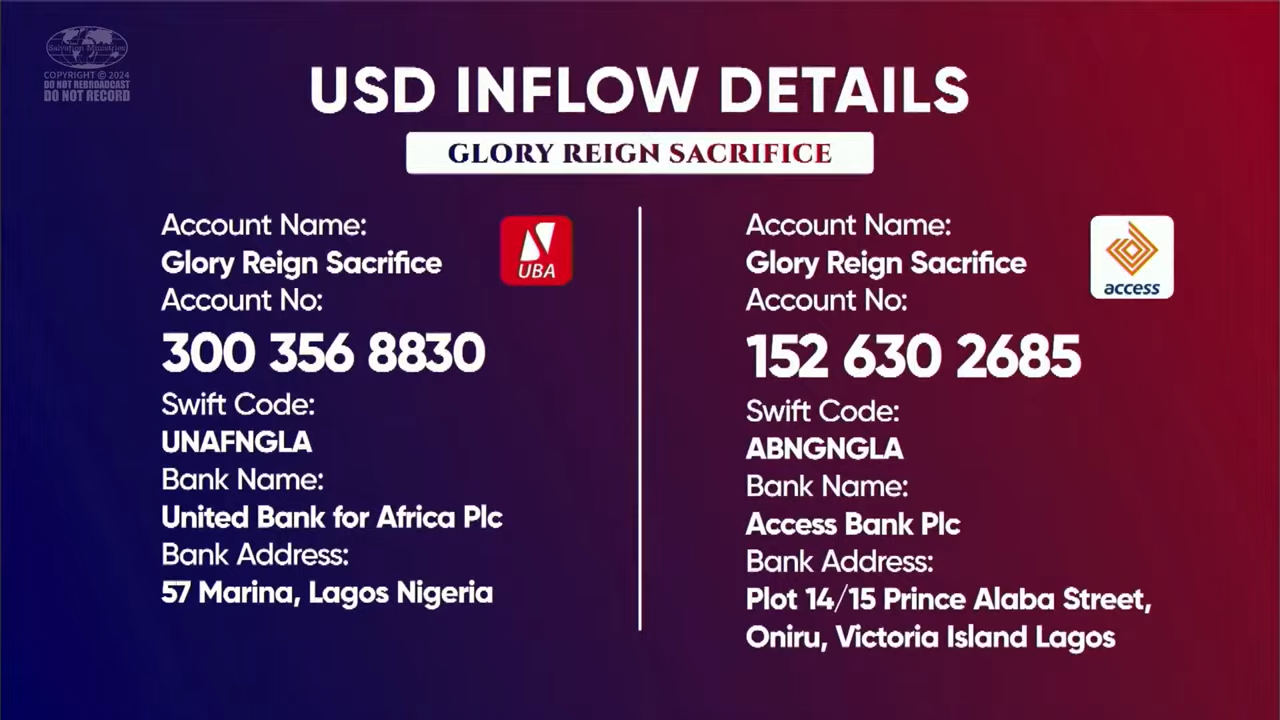 Salvation Ministries
COPYRIGHT © 2024
DO NOT REBROADCAST
DO NOT RECORD
USD INFLOW DETAILS
GLORY REIGN SACRIFICE
Account Name:
Glory Reign Sacrifice
Account No:
300 356 8830
Swift Code:
UNAFNGLA
Bank Name:
United Bank for Africa Plc
Bank Address:
57 Marina, Lagos Nigeria
UBA
Account Name:
Glory Reign Sacrifice
Account No:
152 630 2685
Swift Code:
ABNGNGLA
Bank Name:
Access Bank Plc
Bank Address:
Plot 14/15 Prince Alaba Street,
Oniru, Victoria Island Lagos
access